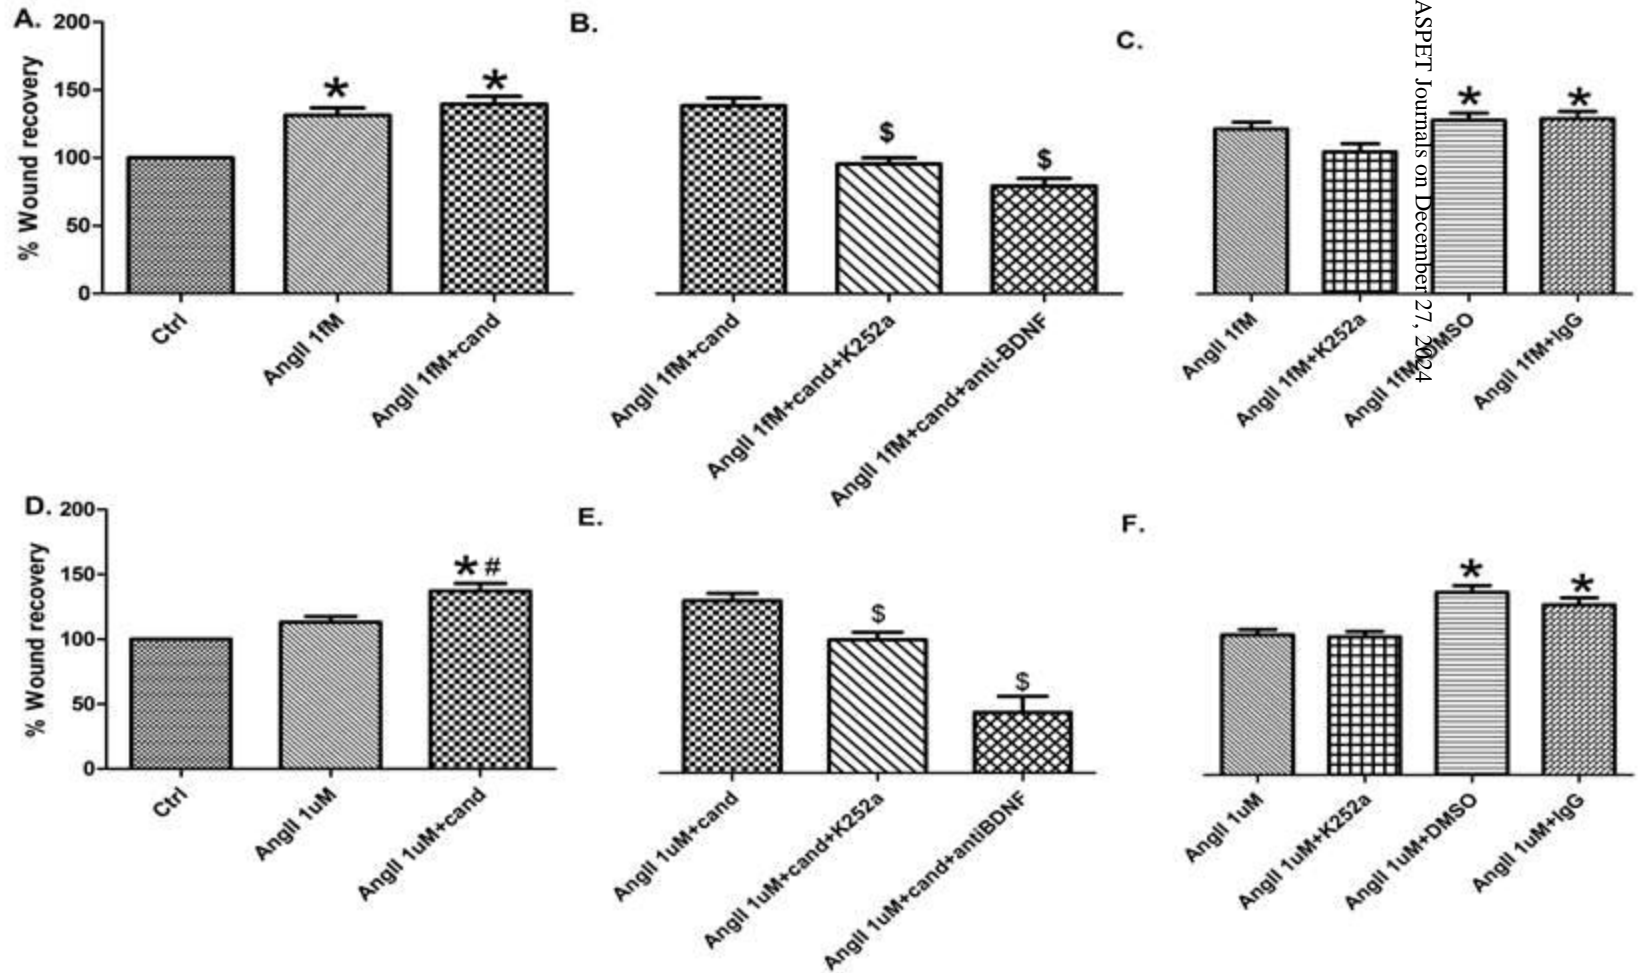 A.
200
150
100
50
0
% Wound recovery
*
*
Ctrl
AngII 1fM
AngII 1fM+cand
B.
$
$
AngII 1fM+cand
AngII 1fM+cand+K252a
AngII 1fM+cand+anti-BDNF
C.
*
*
AngII 1fM
AngII 1fM+K252a
AngII 1fM+DMSO
AngII 1fM+IgG
ASPET Journals on December 27, 2024
D.
200
150
100
50
0
% Wound recovery
* #
Ctrl
AngII 1uM
AngII 1uM+cand
E.
$
$
AngII 1uM+cand
AngII 1uM+cand+K252a
AngII 1uM+cand+antiBDNF
F.
*
*
AngII 1uM
AngII 1uM+K252a
AngII 1uM+DMSO
AngII 1uM+IgG